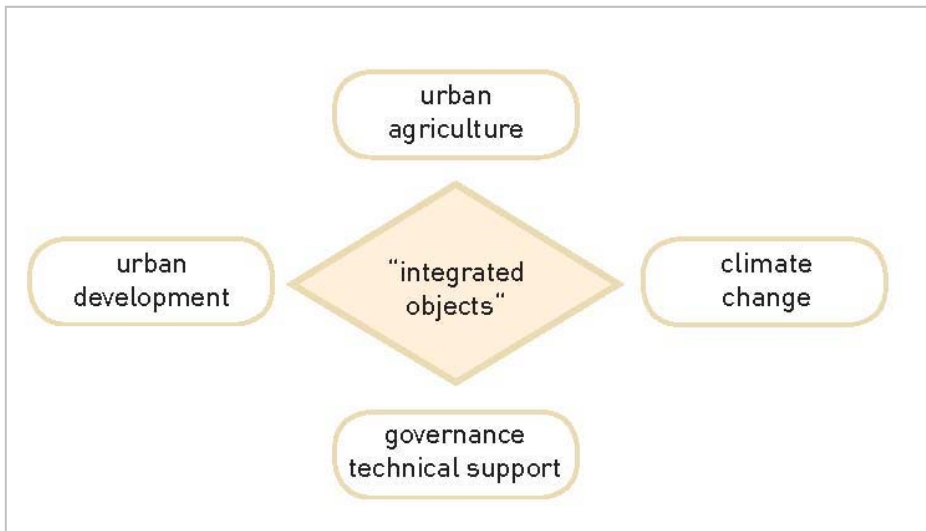 urban
agriculture
urban
development
“integrated
objects“
climate
change
governance
technical support